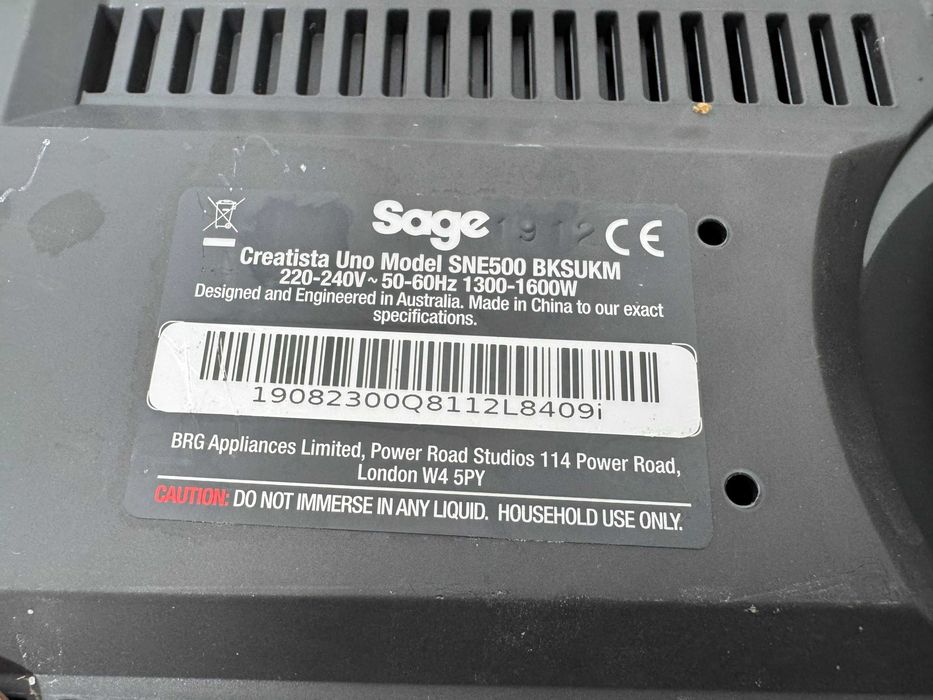 Sage 1912 CE
Creatista Uno Model SNE500 BKSUKM
220-240V~ 50-60Hz 1300-1600W
Designed and Engineered in Australia. Made in China to our exact
specifications.
19082300Q8112L8409i
BRG Appliances Limited, Power Road Studios 114 Power Road,
London W4 5PY
CAUTION: DO NOT IMMERSE IN ANY LIQUID. HOUSEHOLD USE ONLY.